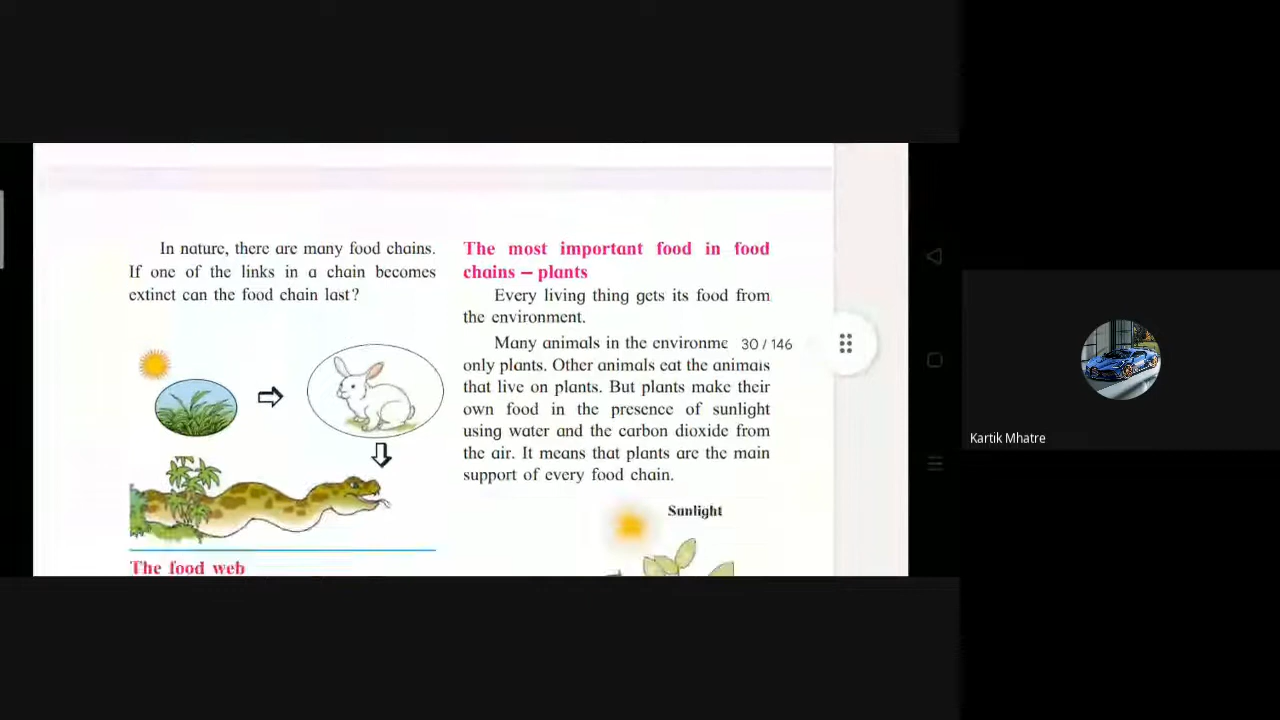 In nature, there are many food chains.
If one of the links in a chain becomes
extinct can the food chain last?
The food web
The most important food in food
chains – plants
Every living thing gets its food from
the environment.
Many animals in the environme
only plants. Other animals eat the animals
that live on plants. But plants make their
own food in the presence of sunlight
using water and the carbon dioxide from
the air. It means that plants are the main
support of every food chain.
Sunlight
30 / 146
Kartik Mhatre